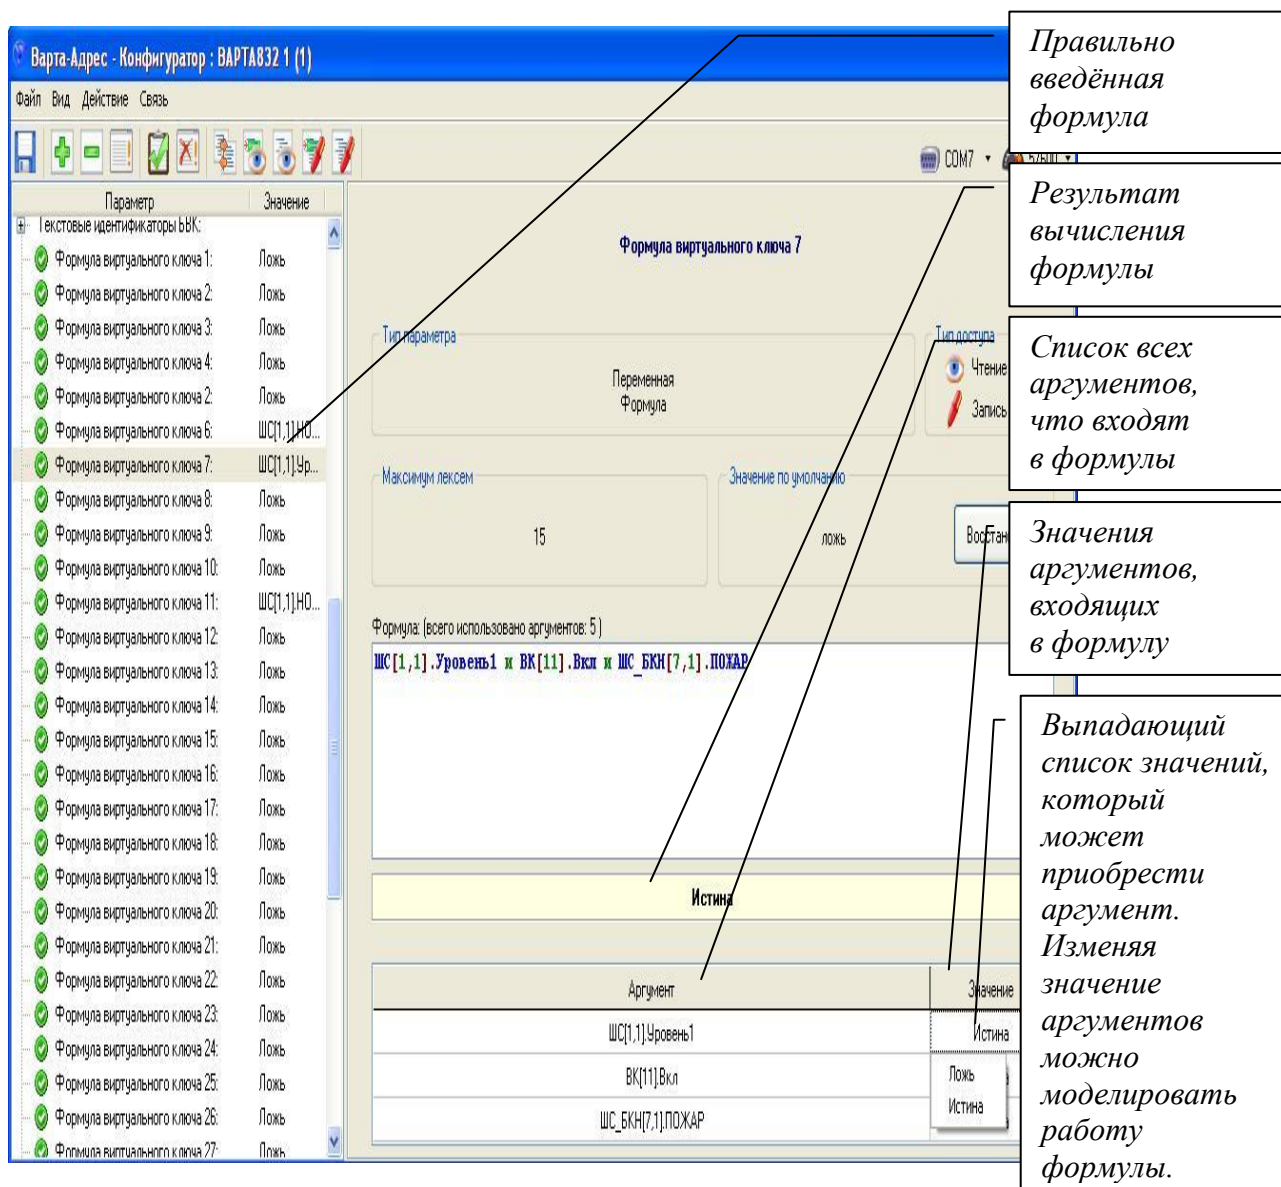 Варта-Адрес - Конфигуратор : ВАРТА832 1 (1)
Файл Вид Действие Связь
COM7
57600
Параметр Значение
Текстовые идентификаторы БВК:
Формула виртуального ключа 1: Ложь
Формула виртуального ключа 2: Ложь
Формула виртуального ключа 3: Ложь
Формула виртуального ключа 4: Ложь
Формула виртуального ключа 2: Ложь
Формула виртуального ключа 6: ШС[1,1].НО...
Формула виртуального ключа 7: ШС[1,1].Ур...
Формула виртуального ключа 8: Ложь
Формула виртуального ключа 9: Ложь
Формула виртуального ключа 10: Ложь
Формула виртуального ключа 11: ШС[1,1].НО...
Формула виртуального ключа 12: Ложь
Формула виртуального ключа 13: Ложь
Формула виртуального ключа 14: Ложь
Формула виртуального ключа 15: Ложь
Формула виртуального ключа 16: Ложь
Формула виртуального ключа 17: Ложь
Формула виртуального ключа 18: Ложь
Формула виртуального ключа 19: Ложь
Формула виртуального ключа 20: Ложь
Формула виртуального ключа 21: Ложь
Формула виртуального ключа 22: Ложь
Формула виртуального ключа 23: Ложь
Формула виртуального ключа 24: Ложь
Формула виртуального ключа 25: Ложь
Формула виртуального ключа 26: Ложь
Формула виртуального ключа 27: Ложь
Формула виртуального ключа 7
Тип параметра
Переменная
Формула
Тип доступа
Чтение
Запись
Максимум лексем
15
Значение по умолчанию
ложь
Восстан
Формула: (всего использовано аргументов: 5 )
ШС[1,1].Уровень1 и ВК[11].Вкл и ШС_БКН[7,1].ПОЖАР
Истина
Аргумент Значение
ШС[1,1].Уровень1 Истина
ВК[11].Вкл
ШС_БКН[7,1].ПОЖАР
Ложь
Истина
Правильно
введённая
формула
Результат
вычисления
формулы
Список всех
аргументов,
что входят
в формулы
Значения
аргументов,
входящих
в формулу
Выпадающий
список значений,
который
может
приобрести
аргумент.
Изменяя
значение
аргументов
можно
моделировать
работу
формулы.